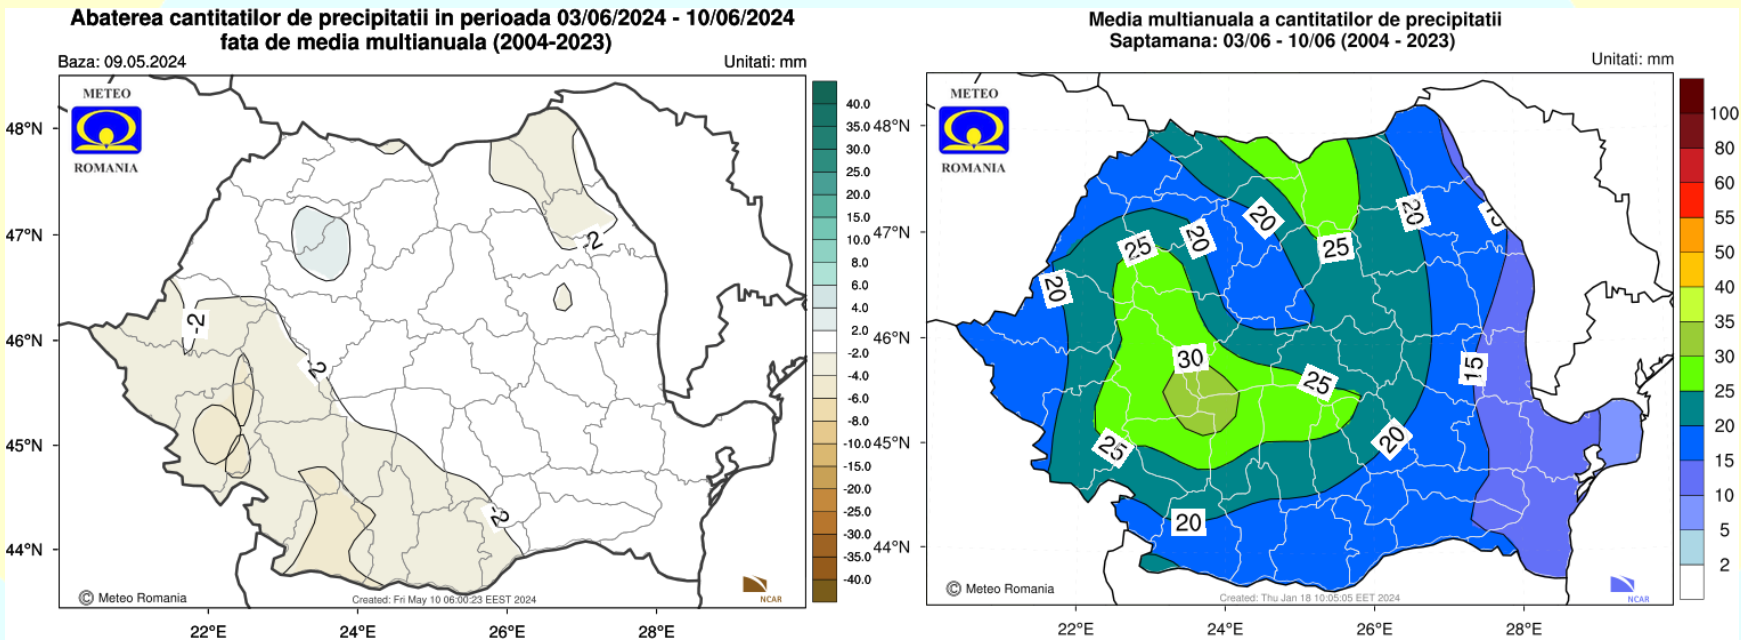 Abaterea cantitatilor de precipitatii in perioada 03/06/2024 - 10/06/2024
fata de media multianuala (2004-2023)
Baza: 09.05.2024
Unitati: mm
METEO
ROMANIA
48°N
47°N
46°N
45°N
44°N
-2
-2
-2
-2
40.0
35.0
30.0
25.0
20.0
15.0
10.0
8.0
6.0
4.0
2.0
-2.0
-4.0
-6.0
-8.0
-10.0
-15.0
-20.0
-25.0
-30.0
-35.0
-40.0
© Meteo Romania
Created: Fri May 10 06:00:23 EEST 2024
NCAR
22°E
24°E
26°E
28°E
Media multianuala a cantitatilor de precipitatii
Saptamana: 03/06 - 10/06 (2004 - 2023)
Unitati: mm
METEO
ROMANIA
48°N
47°N
46°N
45°N
44°N
20
20
15
25
20
25
20
30
15
25
25
20
20
100
80
60
55
50
40
35
30
25
20
15
10
5
2
© Meteo Romania
Created: Thu Jan 18 10:05:05 EET 2024
NCAR
22°E
24°E
26°E
28°E